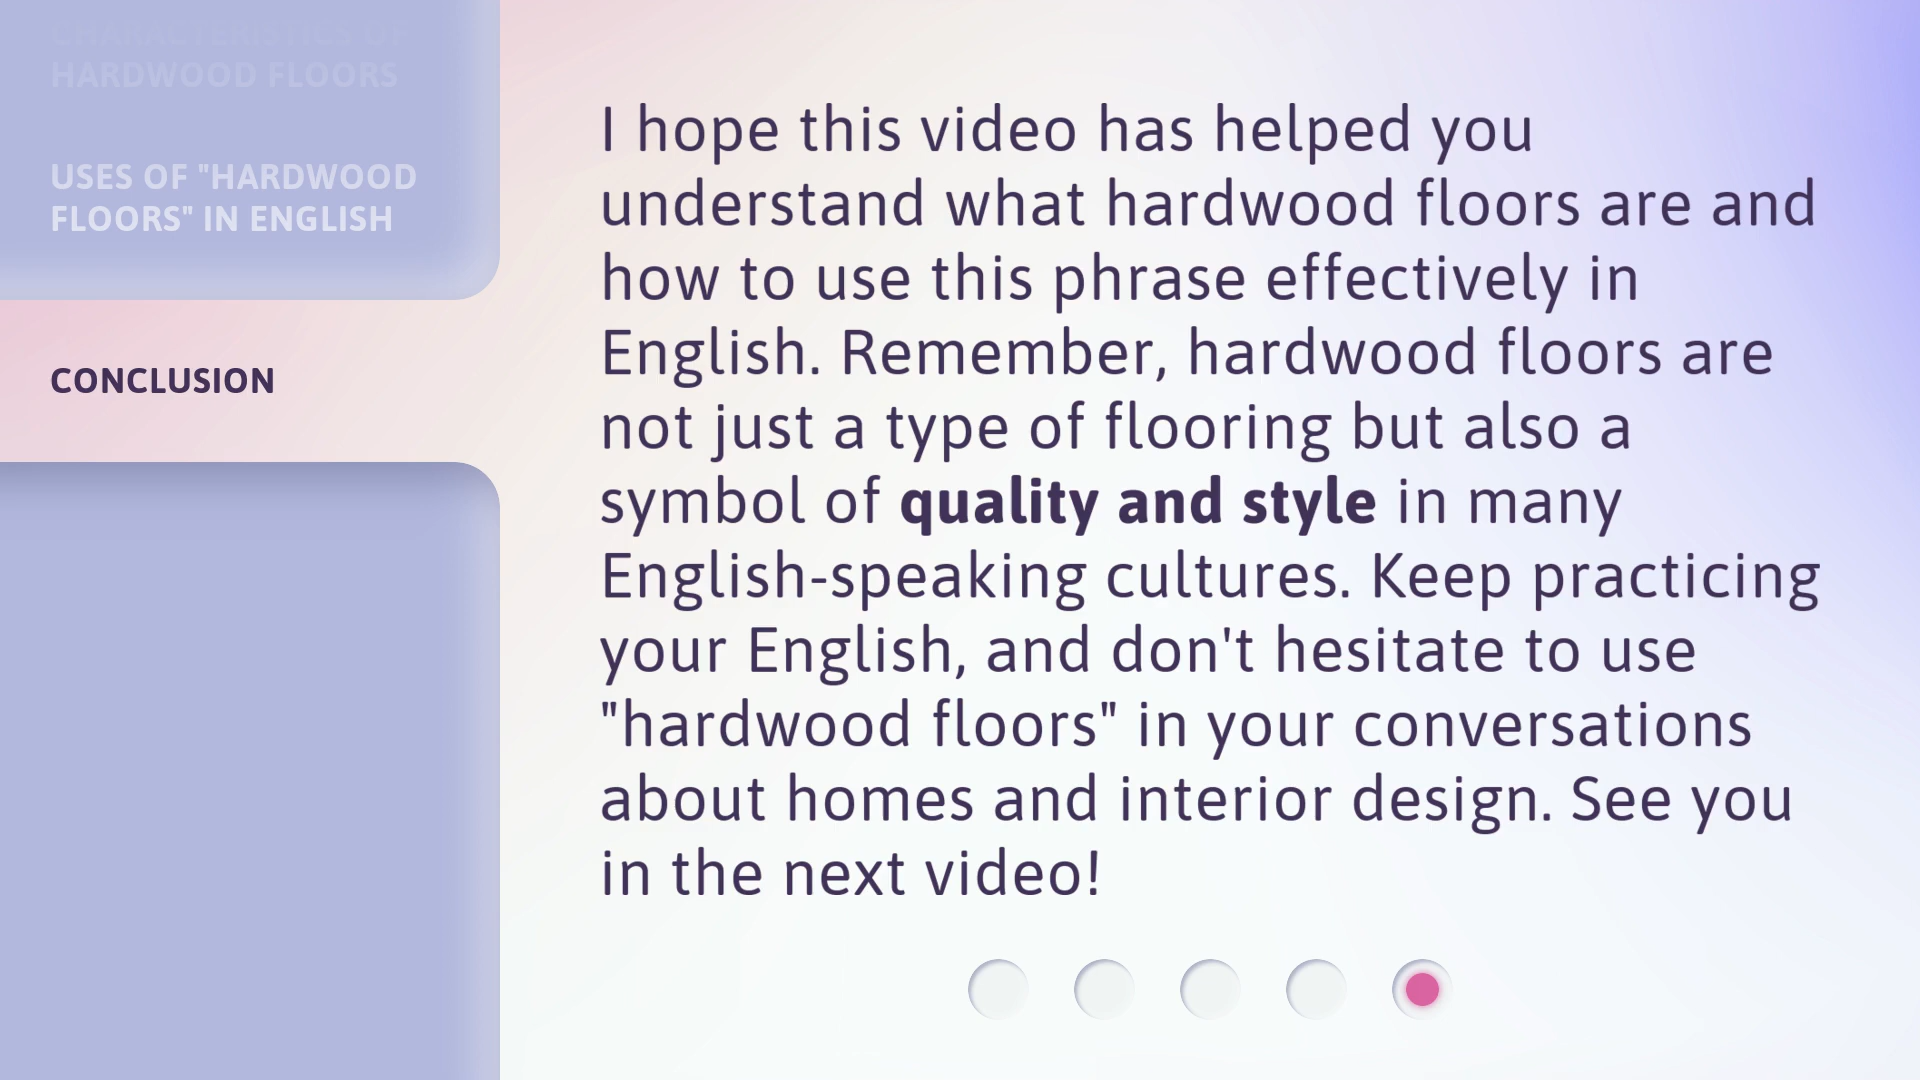 CHARACTERISTICS OF
HARDWOOD FLOORS
USES OF "HARDWOOD
FLOORS" IN ENGLISH
CONCLUSION
I hope this video has helped you
understand what hardwood floors are and
how to use this phrase effectively in
English. Remember, hardwood floors are
not just a type of flooring but also a
symbol of quality and style in many
English-speaking cultures. Keep practicing
your English, and don't hesitate to use
"hardwood floors" in your conversations
about homes and interior design. See you
in the next video!